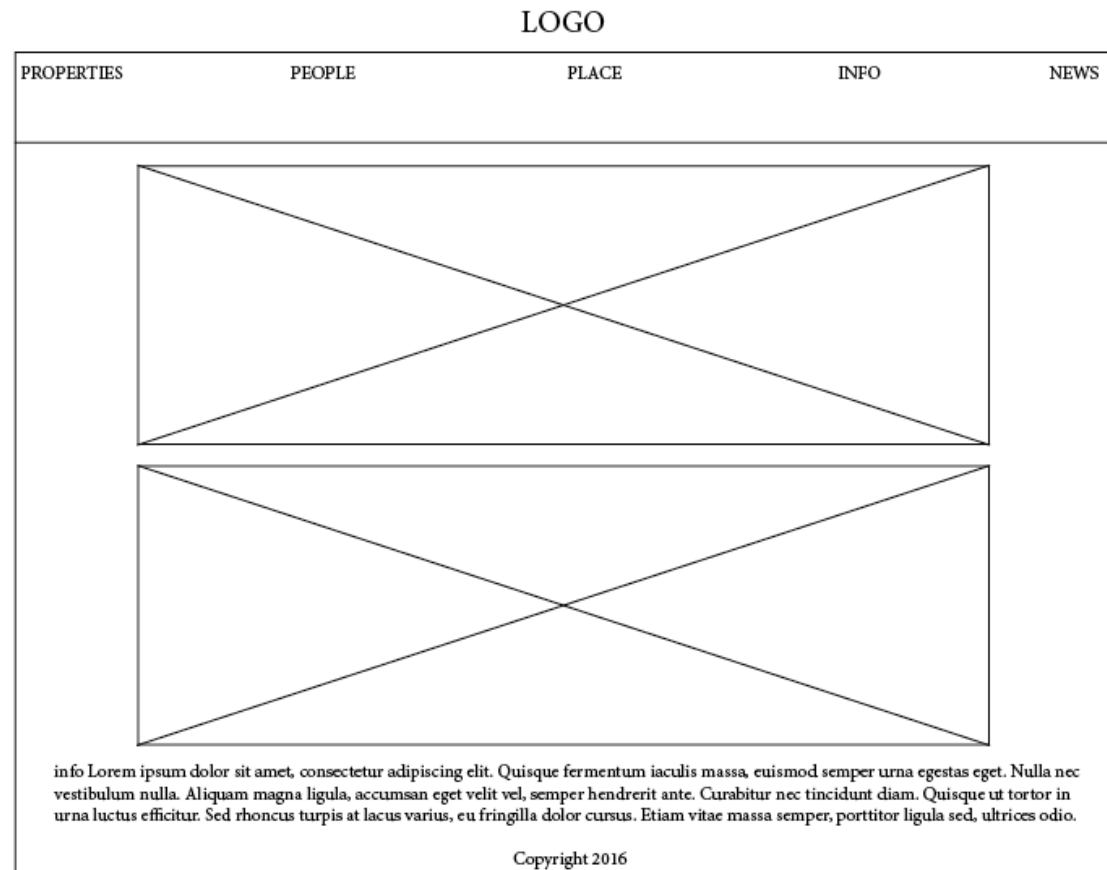 LOGO
PROPERTIES PEOPLE PLACE INFO NEWS
info Lorem ipsum dolor sit amet, consectetur adipiscing elit. Quisque fermentum iaculis massa, euismod semper urna egestas eget. Nulla nec
vestibulum nulla. Aliquam magna ligula, accumsan eget velit vel, semper hendrerit ante. Curabitur nec tincidunt diam. Quisque ut tortor in
urna luctus efficitur. Sed rhoncus turpis at lacus varius, eu fringilla dolor cursus. Etiam vitae massa semper, porttitor ligula sed, ultrices odio.
Copyright 2016